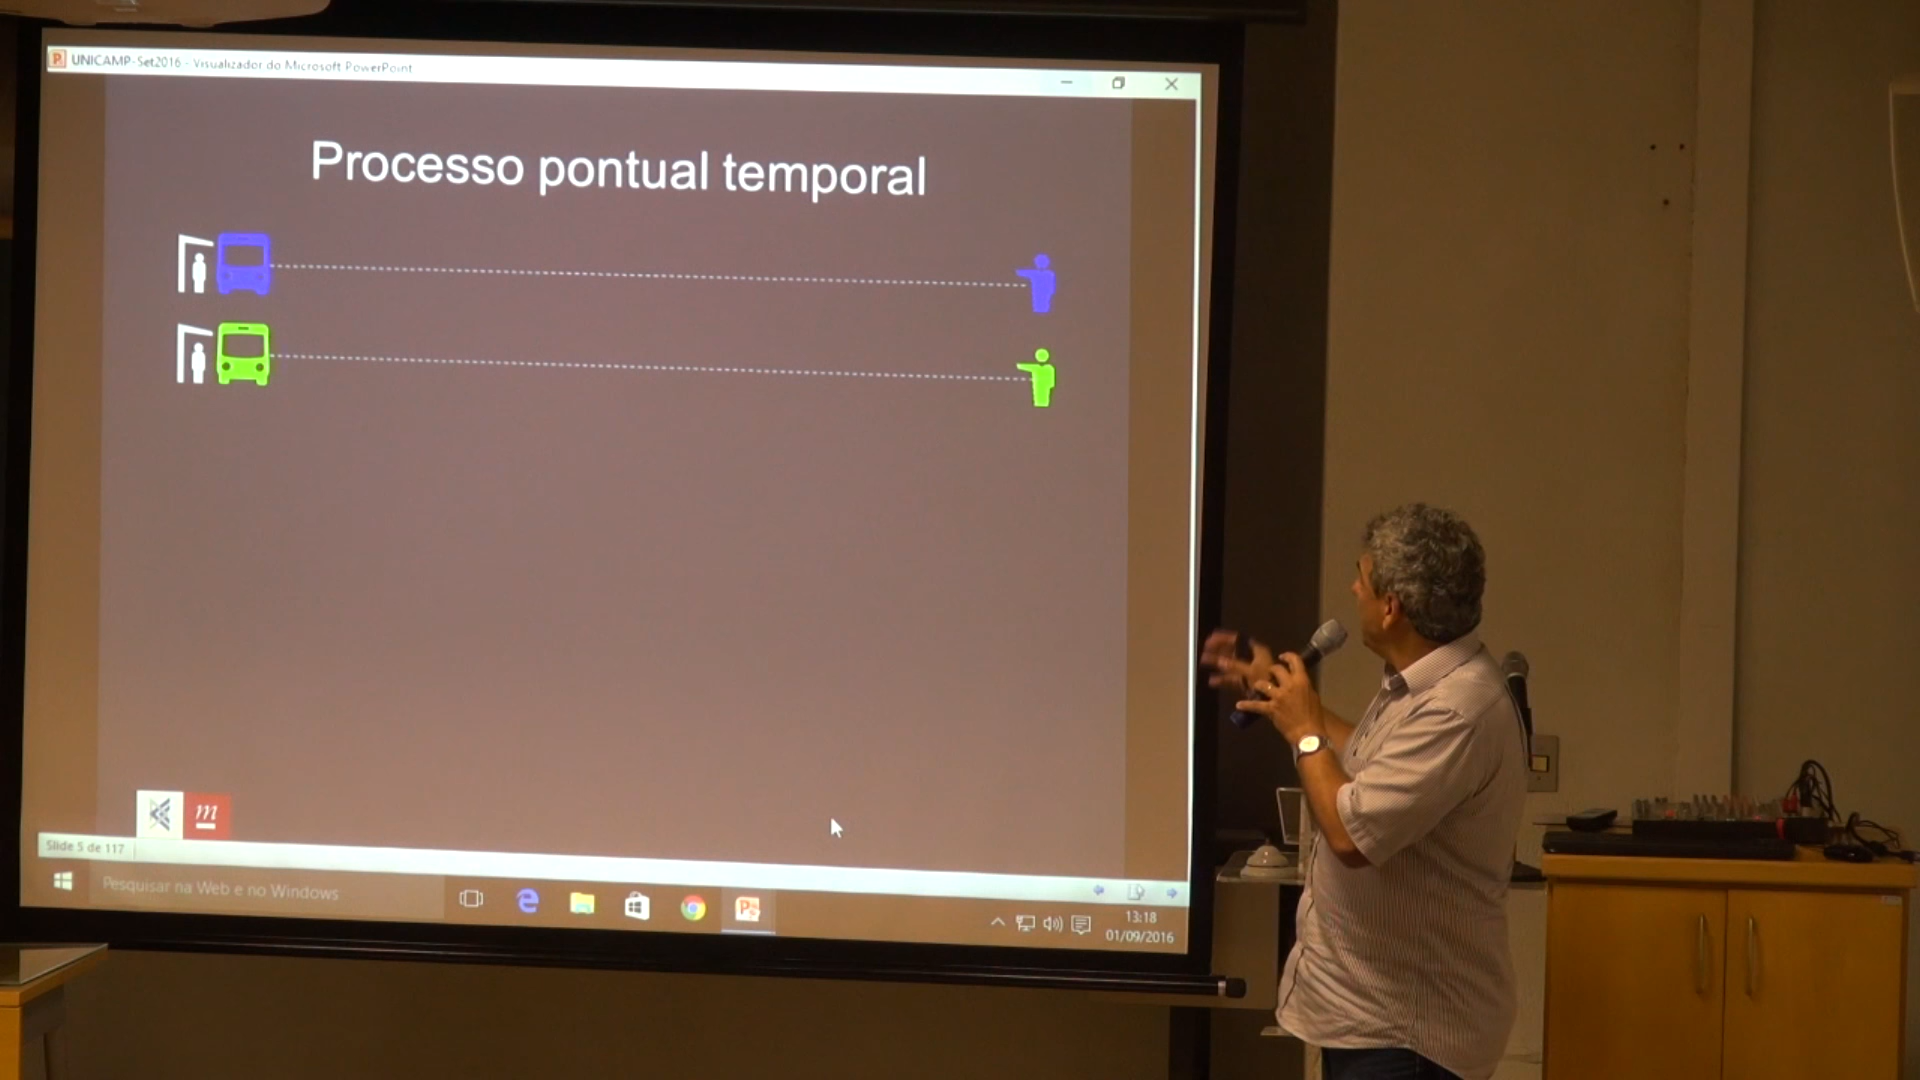 UNICAMP-Set2016 - Visualizador do Microsoft PowerPoint
Processo pontual temporal
m
Slide 5 de 117
Pesquisar na Web e no Windows
13:18
01/09/2016